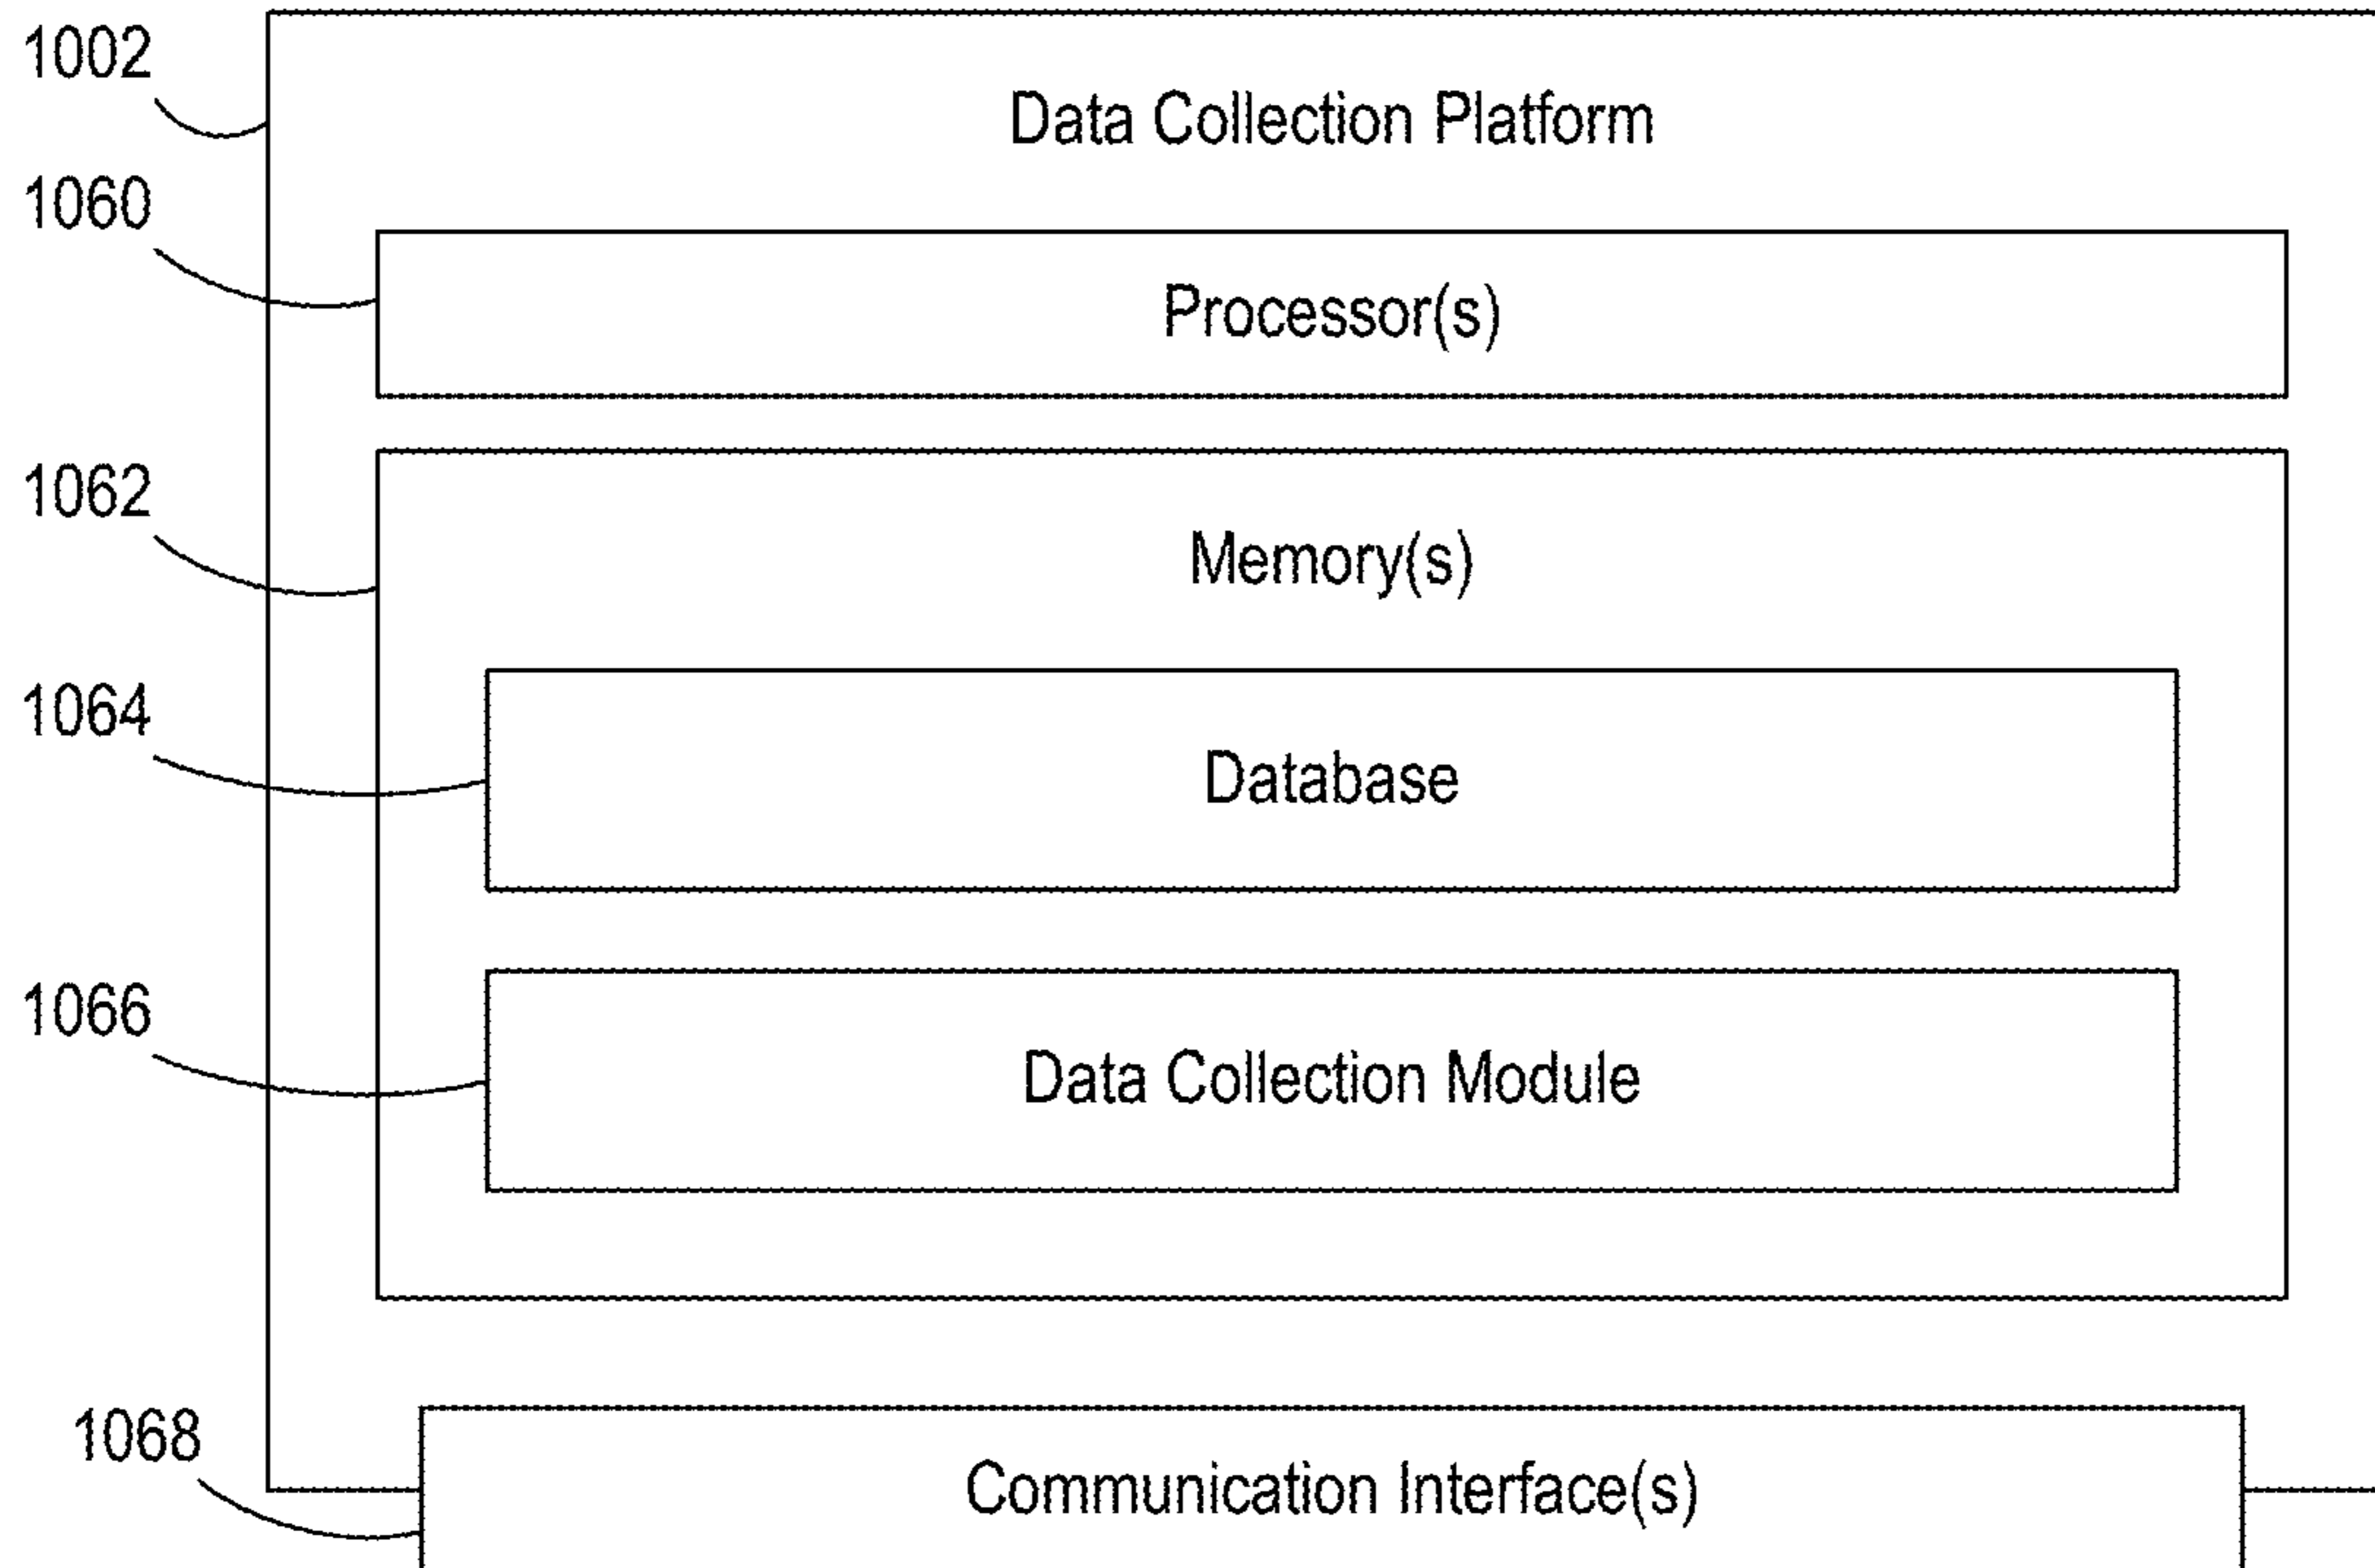 1002
Data Collection Platform
1060
Processor(s)
1062
Memory(s)
1064
Database
1066
Data Collection Module
1068
Communication Interface(s)